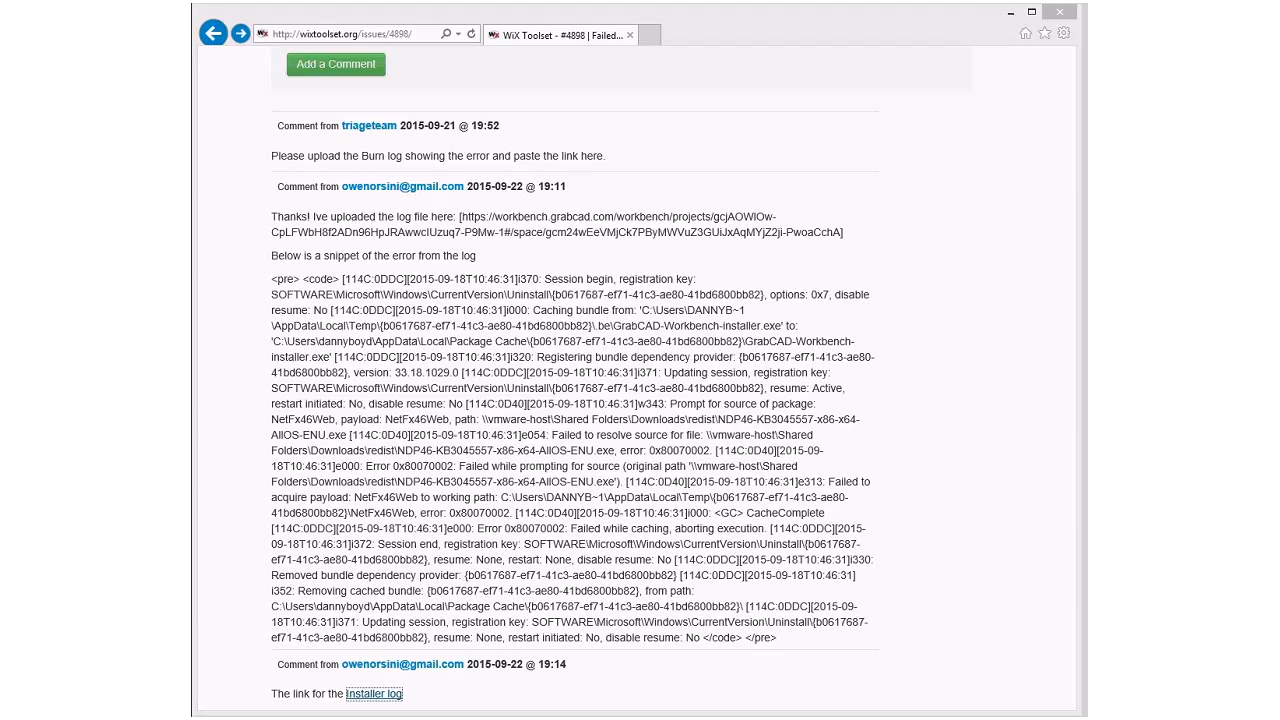 http://wixtoolset.org/issues/4898/
WiX Toolset - #4898 | Failed...
Add a Comment
Comment from triageteam 2015-09-21 @ 19:52
Please upload the Burn log showing the error and paste the link here.
Comment from owenorsini@gmail.com 2015-09-22 @ 19:11
Thanks! Ive uploaded the log file here: [https://workbench.grabcad.com/workbench/projects/gcjAOWlOw-
CpLFWbH8f2ADn96HpJRAwwcIUzuq7-P9Mw-1#/space/gcm24wEeVMjCk7PByMWVuZ3GUiJxAqMYjZ2ji-PwoaCchA]
Below is a snippet of the error from the log
<pre> <code> [114C:0DDC][2015-09-18T10:46:31]i370: Session begin, registration key:
SOFTWARE\Microsoft\Windows\CurrentVersion\Uninstall\{b0617687-ef71-41c3-ae80-41bd6800bb82}, options: 0x7, disable
resume: No [114C:0DDC][2015-09-18T10:46:31]i000: Caching bundle from: 'C:\Users\DANNYB~1
\AppData\Local\Temp\{b0617687-ef71-41c3-ae80-41bd6800bb82}\.be\GrabCAD-Workbench-installer.exe' to:
'C:\Users\dannyboyd\AppData\Local\Package Cache\{b0617687-ef71-41c3-ae80-41bd6800bb82}\GrabCAD-Workbench-
installer.exe' [114C:0DDC][2015-09-18T10:46:31]i320: Registering bundle dependency provider: {b0617687-ef71-41c3-ae80-
41bd6800bb82}, version: 33.18.1029.0 [114C:0DDC][2015-09-18T10:46:31]i371: Updating session, registration key:
SOFTWARE\Microsoft\Windows\CurrentVersion\Uninstall\{b0617687-ef71-41c3-ae80-41bd6800bb82}, resume: Active,
restart initiated: No, disable resume: No [114C:0D40][2015-09-18T10:46:31]w343: Prompt for source of package:
NetFx46Web, payload: NetFx46Web, path: \\vmware-host\Shared Folders\Downloads\redist\NDP46-KB3045557-x86-x64-
AllOS-ENU.exe [114C:0D40][2015-09-18T10:46:31]e054: Failed to resolve source for file: \\vmware-host\Shared
Folders\Downloads\redist\NDP46-KB3045557-x86-x64-AllOS-ENU.exe, error: 0x80070002. [114C:0D40][2015-09-
18T10:46:31]e000: Error 0x80070002: Failed while prompting for source (original path '\\vmware-host\Shared
Folders\Downloads\redist\NDP46-KB3045557-x86-x64-AllOS-ENU.exe'). [114C:0D40][2015-09-18T10:46:31]e313: Failed to
acquire payload: NetFx46Web to working path: C:\Users\DANNYB~1\AppData\Local\Temp\{b0617687-ef71-41c3-ae80-
41bd6800bb82}\NetFx46Web, error: 0x80070002. [114C:0D40][2015-09-18T10:46:31]i000: <GC> CacheComplete
[114C:0DDC][2015-09-18T10:46:31]e000: Error 0x80070002: Failed while caching, aborting execution. [114C:0DDC][2015-
09-18T10:46:31]i372: Session end, registration key: SOFTWARE\Microsoft\Windows\CurrentVersion\Uninstall\{b0617687-
ef71-41c3-ae80-41bd6800bb82}, resume: None, restart: None, disable resume: No [114C:0DDC][2015-09-18T10:46:31]i330:
Removed bundle dependency provider: {b0617687-ef71-41c3-ae80-41bd6800bb82} [114C:0DDC][2015-09-18T10:46:31]
i352: Removing cached bundle: {b0617687-ef71-41c3-ae80-41bd6800bb82}, from path:
C:\Users\dannyboyd\AppData\Local\Package Cache\{b0617687-ef71-41c3-ae80-41bd6800bb82}\ [114C:0DDC][2015-09-
18T10:46:31]i371: Updating session, registration key: SOFTWARE\Microsoft\Windows\CurrentVersion\Uninstall\{b0617687-
ef71-41c3-ae80-41bd6800bb82}, resume: None, restart initiated: No, disable resume: No </code> </pre>
Comment from owenorsini@gmail.com 2015-09-22 @ 19:14
The link for the Installer log